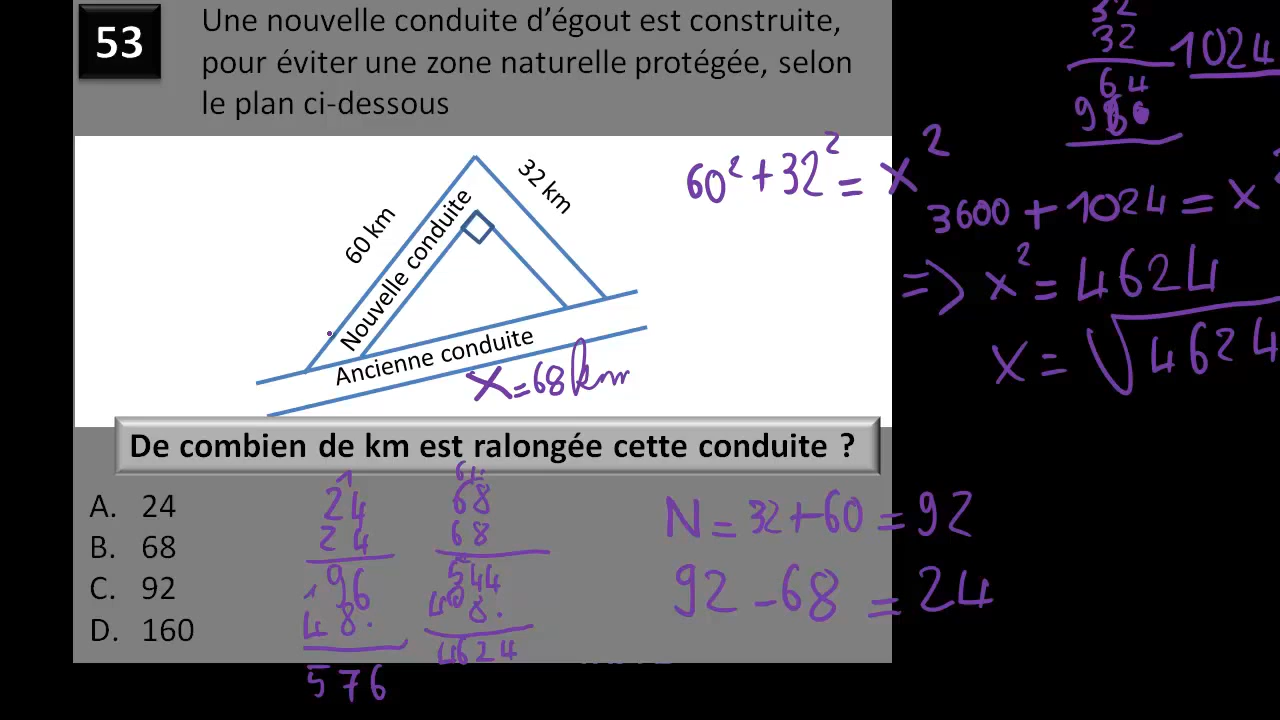 53
Une nouvelle conduite d'égout est construite,
pour éviter une zone naturelle protégée, selon
le plan ci-dessous
32
32
64
1024
60² + 32² = x²
3600 + 1024 = x
=> x² = 4624
x = √4624
60 km
32 km
Nouvelle conduite
Ancienne conduite
x = 68 km
De combien de km est ralongée cette conduite ?
A. 24
B. 68
C. 92
D. 160
24
24
96
48.
576
68
68
544
408.
4624
N = 32 + 60 = 92
92 - 68 = 24